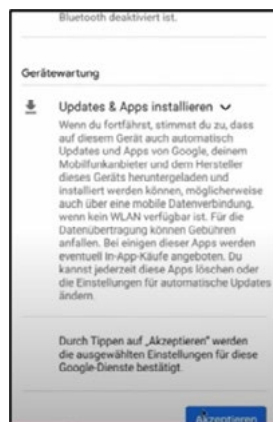 Bluetooth deaktiviert ist.
Gerätewartung
Updates & Apps installieren
Wenn du fortfährst, stimmst du zu, dass
auf diesem Gerät auch automatisch
Updates und Apps von Google, deinem
Mobilfunkanbieter und dem Hersteller
dieses Geräts heruntergeladen und
installiert werden können, möglicherweise
auch über eine mobile Datenverbindung,
wenn kein WLAN verfügbar ist. Für die
Datenübertragung können Gebühren
anfallen. Bei einigen dieser Apps werden
eventuell In-App-Käufe angeboten. Du
kannst jederzeit diese Apps löschen oder
die Einstellungen für automatische Updates
ändern.
Durch Tippen auf „Akzeptieren" werden
die ausgewählten Einstellungen für diese
Google-Dienste bestätigt.
Akzeptieren